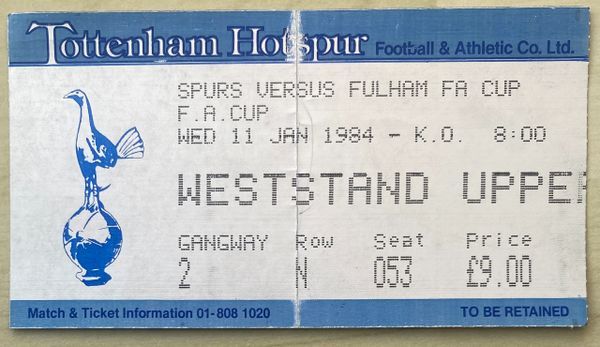 Tottenham Hotspur Football & Athletic Co. Ltd.
SPURS VERSUS FULHAM FA CUP
F.A.CUP
WED 11 JAN 1984 - K.O. 8:00
WESTSTAND UPPER
GANGWAY Row Seat Price
2 N 053 £9.00
Match & Ticket Information 01-808 1020 TO BE RETAINED